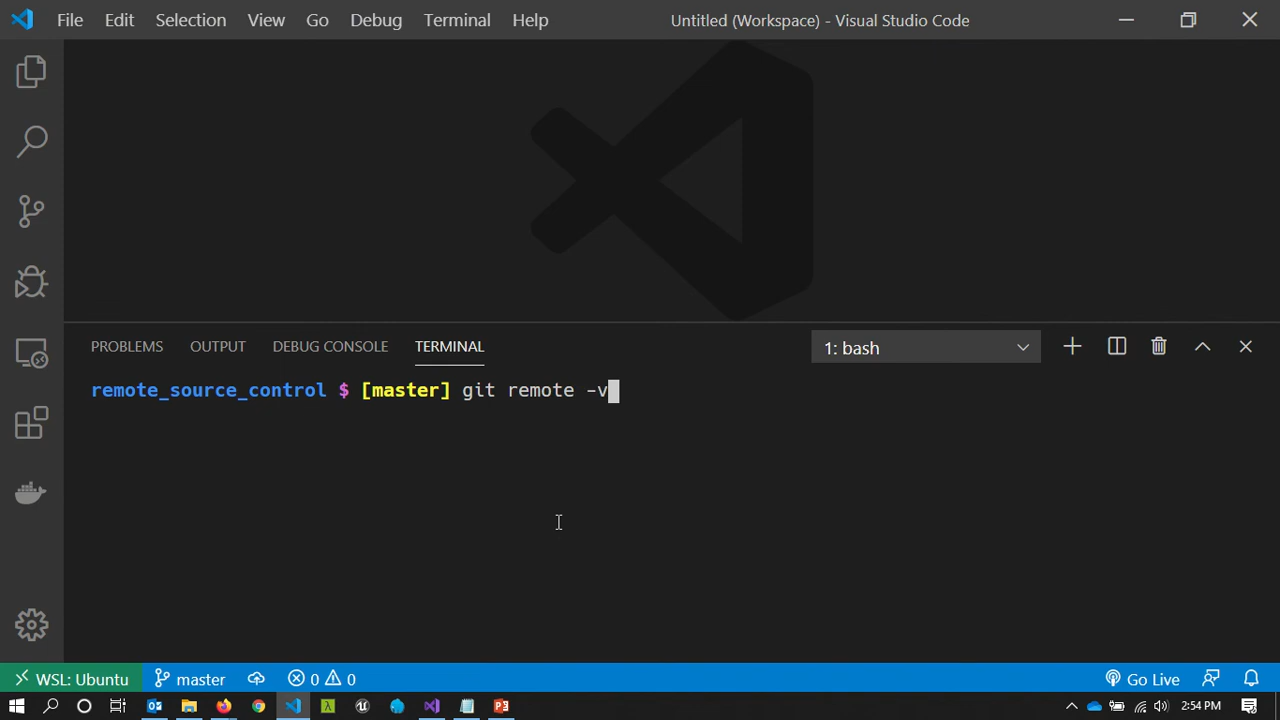 File Edit Selection View Go Debug Terminal Help Untitled (Workspace) - Visual Studio Code
PROBLEMS OUTPUT DEBUG CONSOLE TERMINAL 1: bash
remote_source_control $ [master] git remote -v
WSL: Ubuntu master 0 0 Go Live
2:54 PM